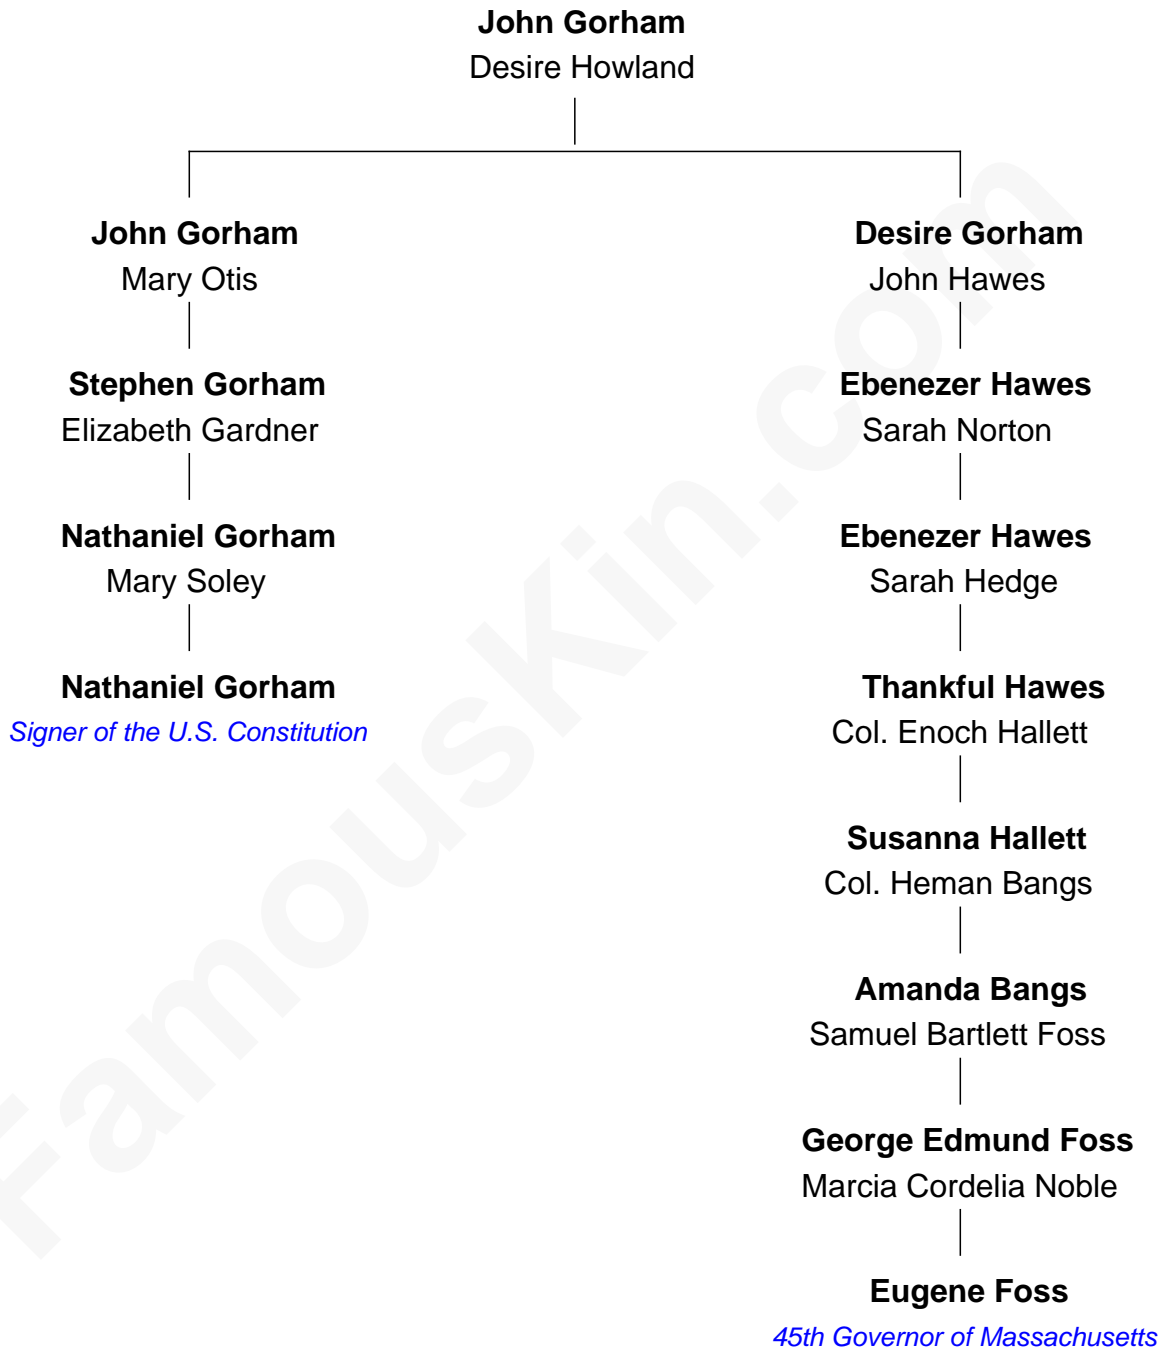 John Gorham
Desire Howland
John Gorham
Mary Otis
Desire Gorham
John Hawes
Stephen Gorham
Elizabeth Gardner
Ebenezer Hawes
Sarah Norton
Nathaniel Gorham
Mary Soley
Ebenezer Hawes
Sarah Hedge
Nathaniel Gorham
Signer of the U.S. Constitution
Thankful Hawes
Col. Enoch Hallett
Susanna Hallett
Col. Heman Bangs
Amanda Bangs
Samuel Bartlett Foss
George Edmund Foss
Marcia Cordelia Noble
Eugene Foss
45th Governor of Massachusetts
FamousKin.com